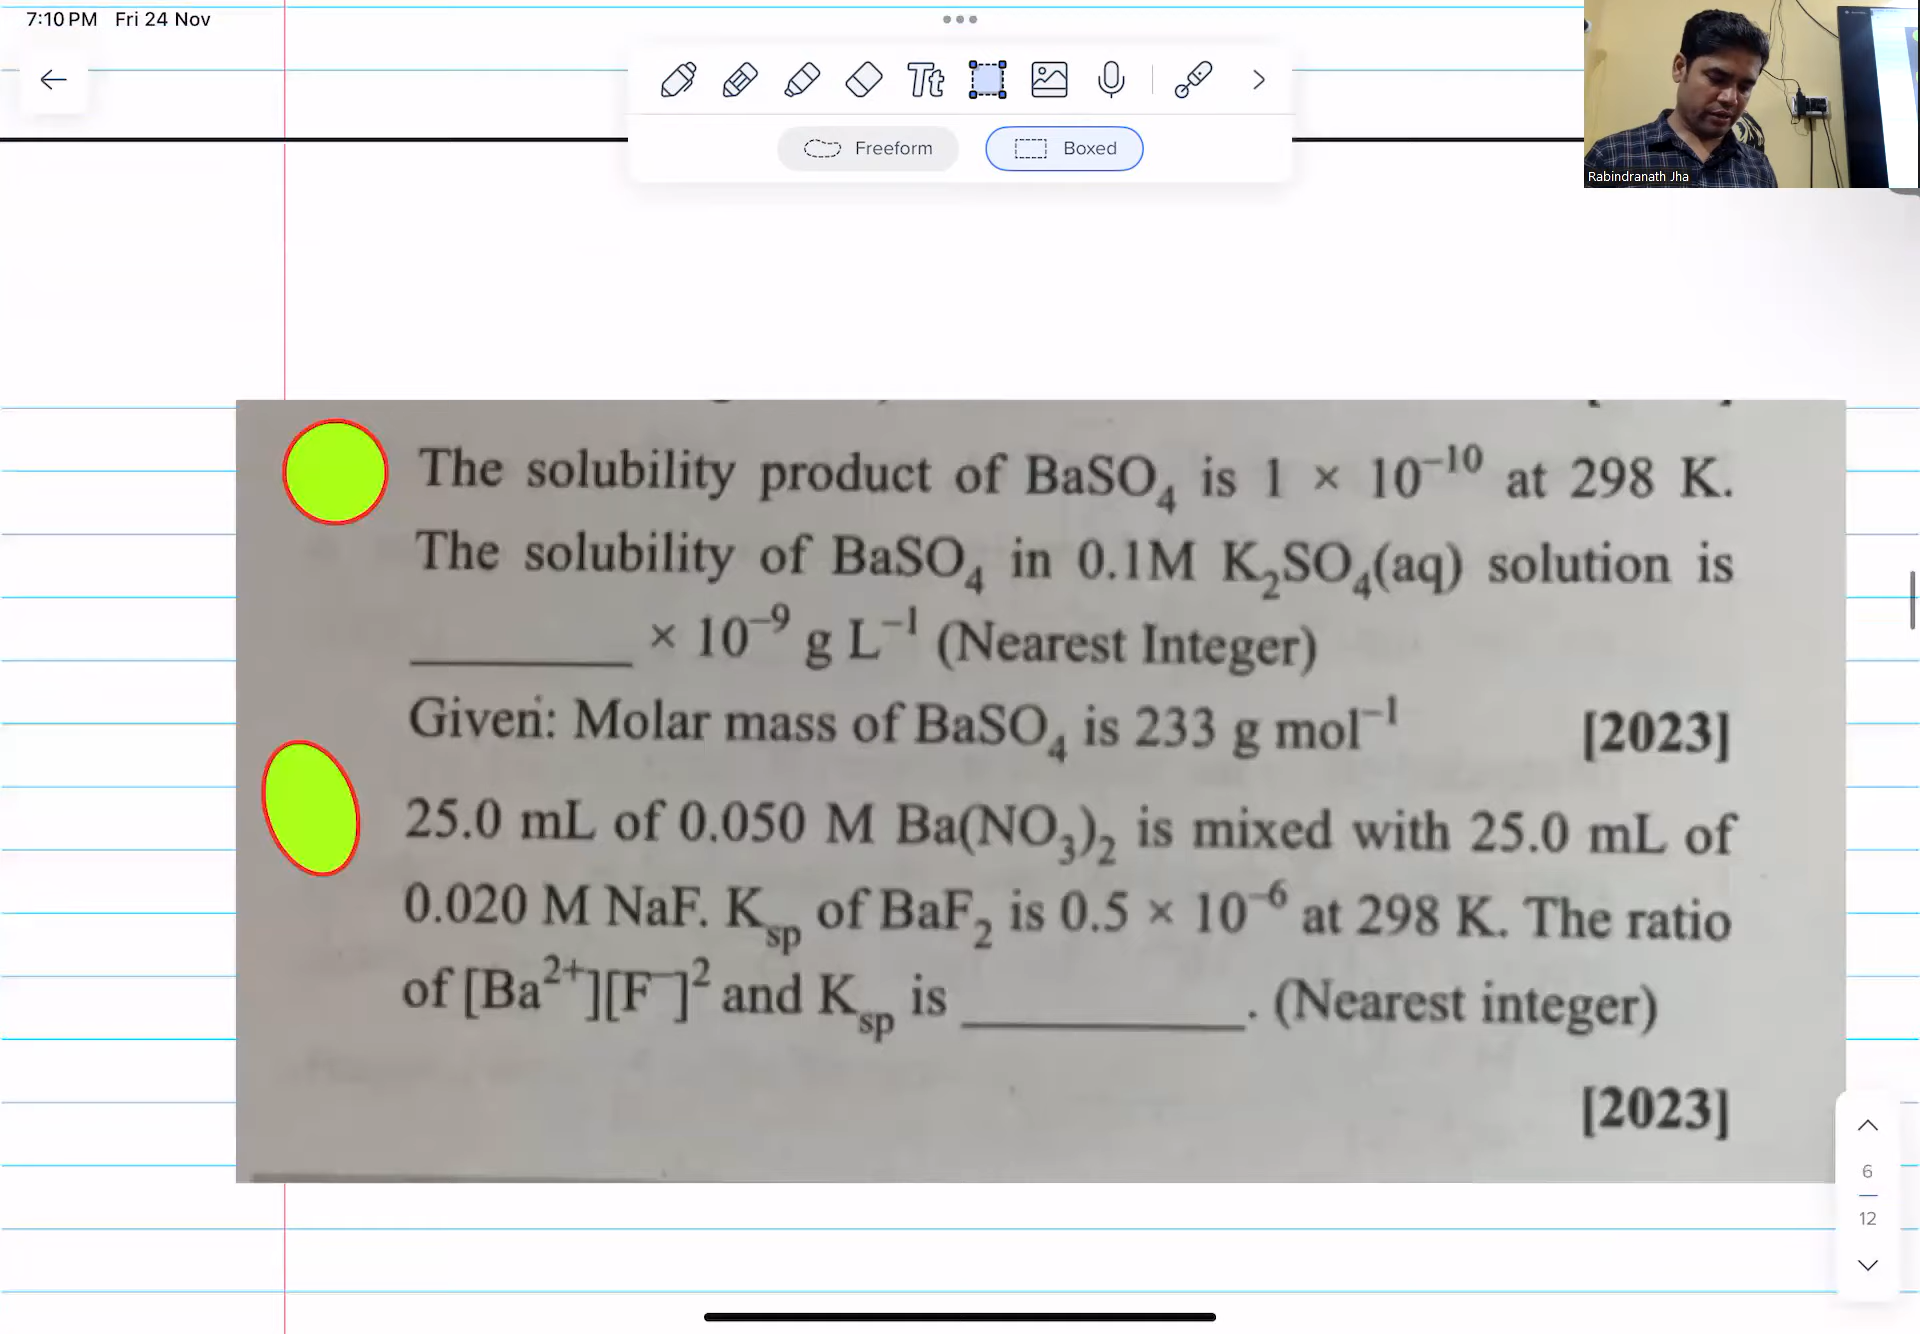 7:10 PM Fri 24 Nov
Tt
Freeform
Boxed
Rabindranath Jha
The solubility product of BaSO₄ is 1 × 10⁻¹⁰ at 298 K.
The solubility of BaSO₄ in 0.1M K₂SO₄(aq) solution is
______ × 10⁻⁹ g L⁻¹ (Nearest Integer)
Given: Molar mass of BaSO₄ is 233 g mol⁻¹ [2023]
25.0 mL of 0.050 M Ba(NO₃)₂ is mixed with 25.0 mL of
0.020 M NaF. Kₛₚ of BaF₂ is 0.5 × 10⁻⁶ at 298 K. The ratio
of [Ba²⁺][F⁻]² and Kₛₚ is ________. (Nearest integer)
[2023]
6
12